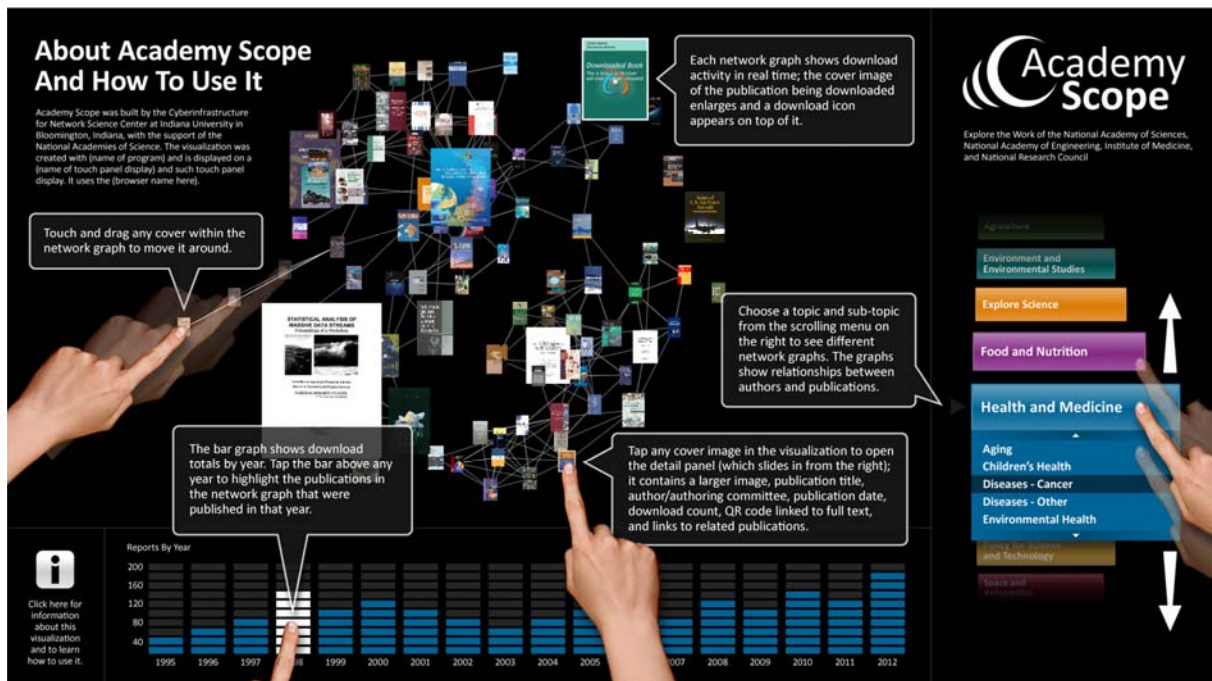 About Academy Scope
And How To Use It
Academy Scope was built by the Cyberinfrastructure
for Network Science Center at Indiana University in
Bloomington, Indiana, with the support of the
National Academies of Science. The visualization was
created with (name of program) and is displayed on a
(name of touch panel display) and such touch panel
display. It uses the (browser name here).
Touch and drag any cover within the
network graph to move it around.
Downloaded Book
Each network graph shows download
activity in real time; the cover image
of the publication being downloaded
enlarges and a download icon
appears on top of it.
STATISTICAL ANALYSIS OF
MASSIVE DATA STREAMS
Choose a topic and sub-topic
from the scrolling menu on
the right to see different
network graphs. The graphs
show relationships between
authors and publications.
The bar graph shows download
totals by year. Tap the bar above any
year to highlight the publications in
the network graph that were
published in that year.
Tap any cover image in the visualization to open
the detail panel (which slides in from the right);
it contains a larger image, publication title,
author/authoring committee, publication date,
download count, QR code linked to full text,
and links to related publications.
Academy
Scope
Explore the Work of the National Academy of Sciences,
National Academy of Engineering, Institute of Medicine,
and National Research Council
Agriculture
Environment and
Environmental Studies
Explore Science
Food and Nutrition
Health and Medicine
Aging
Children's Health
Diseases - Cancer
Diseases - Other
Environmental Health
Policy for Science
and Technology
Space and
i
Click here for
information
about this
visualization
and to learn
how to use it.
Reports By Year
200
160
120
80
40
1995 1996 1997 98 1999 2000 2001 2002 2003 2004 2005 2007 2008 2009 2010 2011 2012